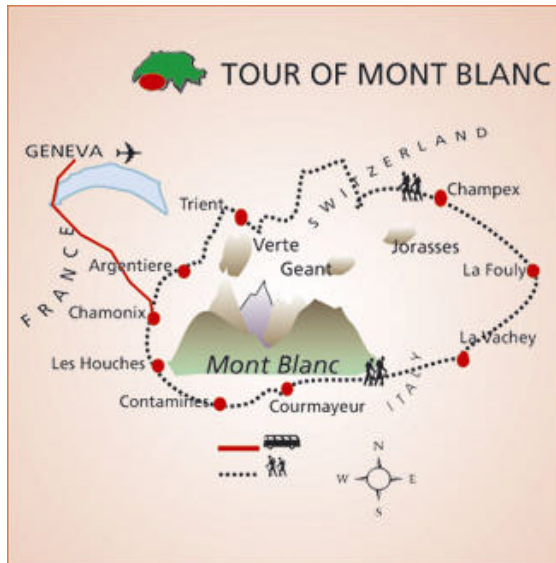 TOUR OF MONT BLANC
GENEVA
SWITZERLAND
FRANCE
Trient
Champex
Verte
Jorasses
Argentiere
Geant
La Fouly
Chamonix
La Vachey
Les Houches
Mont Blanc
ITALY
Contamines
Courmayeur
N
W E
S